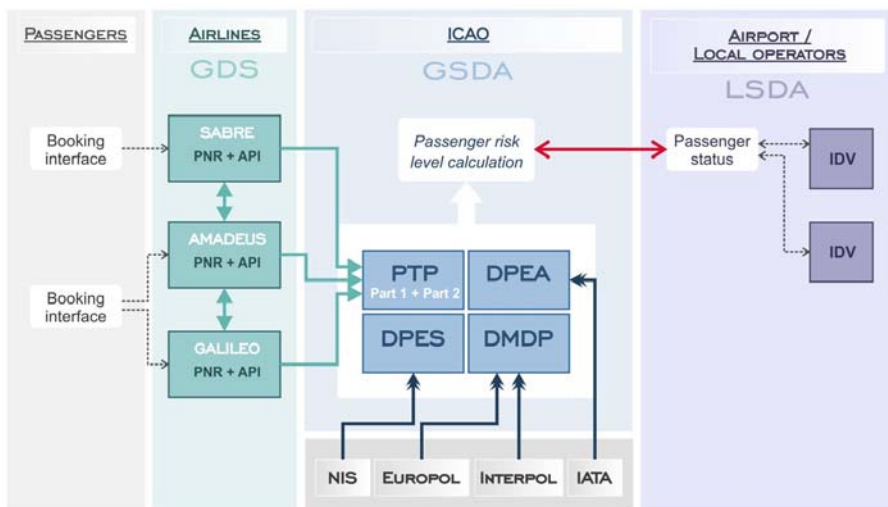 PASSENGERS
AIRLINES
GDS
ICAO
GSDA
AIRPORT /
LOCAL OPERATORS
LSDA
Booking
interface
SABRE
PNR + API
Passenger risk
level calculation
Passenger
status
IDV
AMADEUS
PNR + API
IDV
PTP
Part 1 + Part 2
DPEA
Booking
interface
GALILEO
PNR + API
DPES
DMDP
NIS
EUROPOL
INTERPOL
IATA